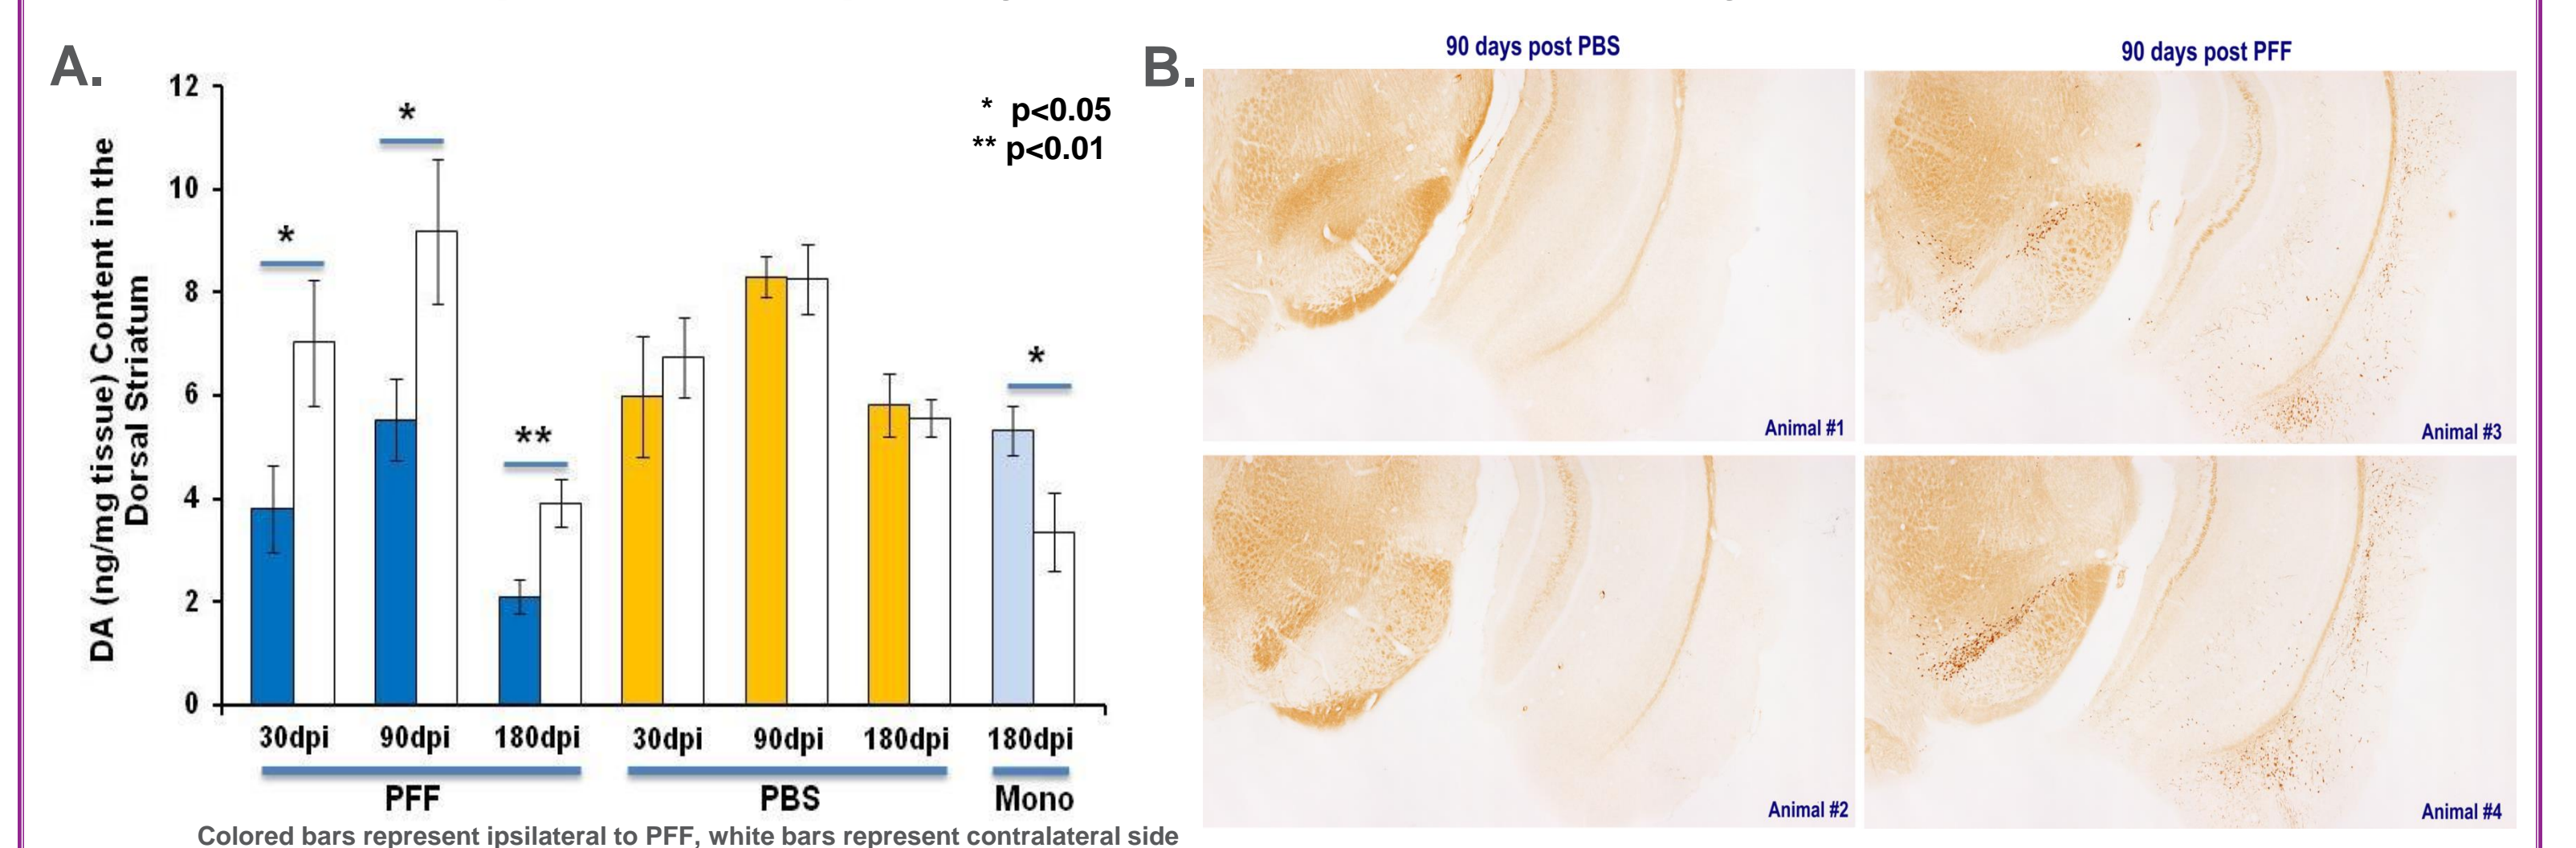 A.
DA (ng/mg tissue) Content in the
Dorsal Striatum
12
10
8
6
4
2
0
*
*
**
*
* p<0.05
** p<0.01
30dpi 90dpi 180dpi 30dpi 90dpi 180dpi 180dpi
PFF PBS Mono
Colored bars represent ipsilateral to PFF, white bars represent contralateral side
B.
90 days post PBS
90 days post PFF
Animal #1
Animal #3
Animal #2
Animal #4